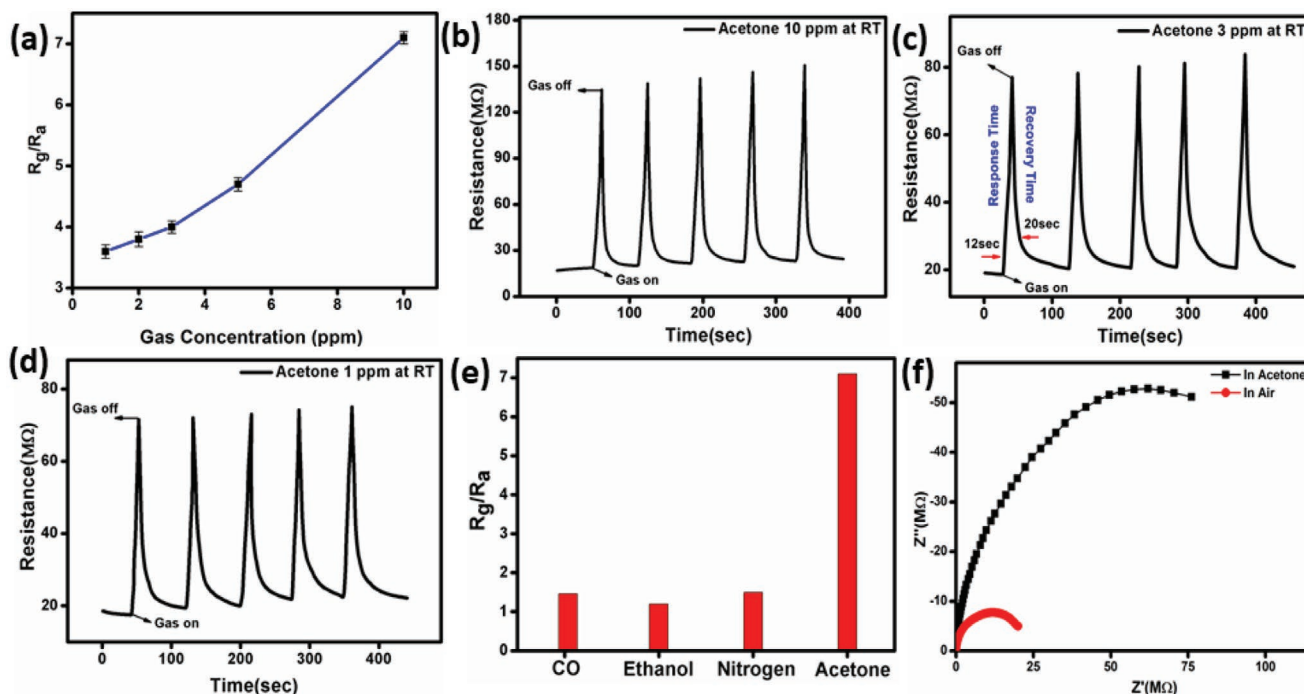 (a)
7
6
5
4
3
Rg/Ra
0 2 4 6 8 10
Gas Concentration (ppm)
(b)
Acetone 10 ppm at RT
Gas off
Gas on
180
150
120
90
60
30
0
Resistance(MΩ)
0 100 200 300 400
Time(sec)
(c)
Acetone 3 ppm at RT
Gas off
Response Time
Recovery Time
20sec
12sec
Gas on
80
60
40
20
Resistance(MΩ)
0 100 200 300 400
Time(sec)
(d)
Acetone 1 ppm at RT
Gas off
Gas on
80
60
40
20
Resistance(MΩ)
0 100 200 300 400
Time(sec)
(e)
7
6
5
4
3
2
1
0
Rg/Ra
CO Ethanol Nitrogen Acetone
(f)
In Acetone
In Air
-50
-40
-30
-20
-10
0
Z''(MΩ)
0 25 50 75 100
Z'(MΩ)